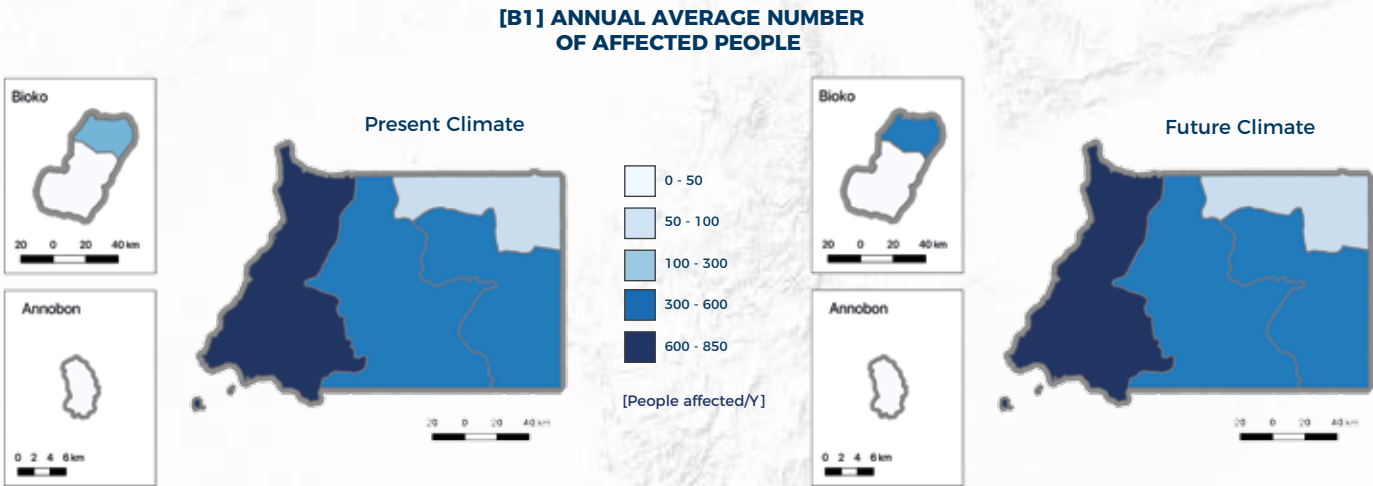 [B1] ANNUAL AVERAGE NUMBER
OF AFFECTED PEOPLE
Bioko
20 0 20 40 km
Annobon
0 2 4 6 km
Present Climate
20 0 20 40 km
0 - 50
50 - 100
100 - 300
300 - 600
600 - 850
[People affected/Y]
Bioko
20 0 20 40 km
Annobon
0 2 4 6 km
Future Climate
20 0 20 40 km